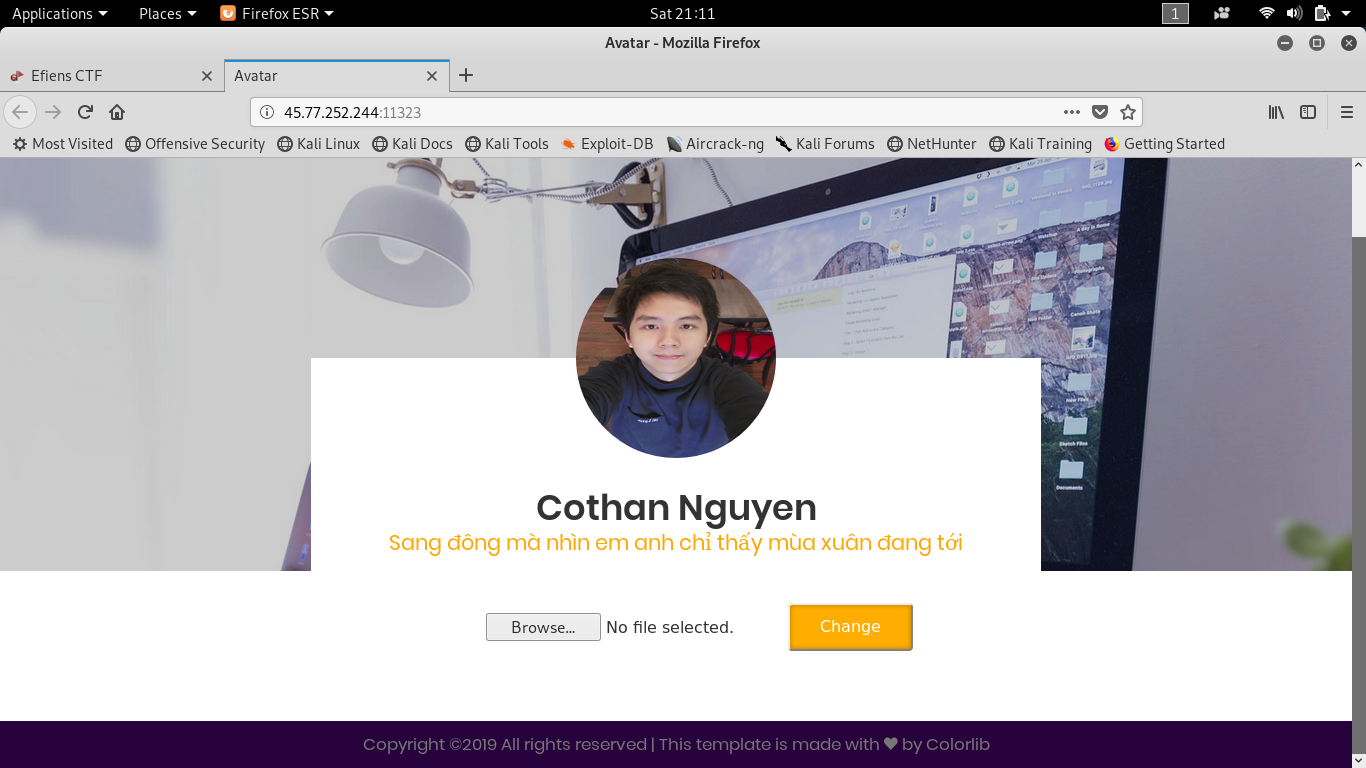 Applications Places Firefox ESR Sat 21:11 1
Avatar - Mozilla Firefox
Efiens CTF Avatar
45.77.252.244:11323
Most Visited Offensive Security Kali Linux Kali Docs Kali Tools Exploit-DB Aircrack-ng Kali Forums NetHunter Kali Training Getting Started
Cothan Nguyen
Sang đông mà nhìn em anh chỉ thấy mùa xuân đang tới
Browse... No file selected. Change
Copyright ©2019 All rights reserved | This template is made with ♥ by Colorlib